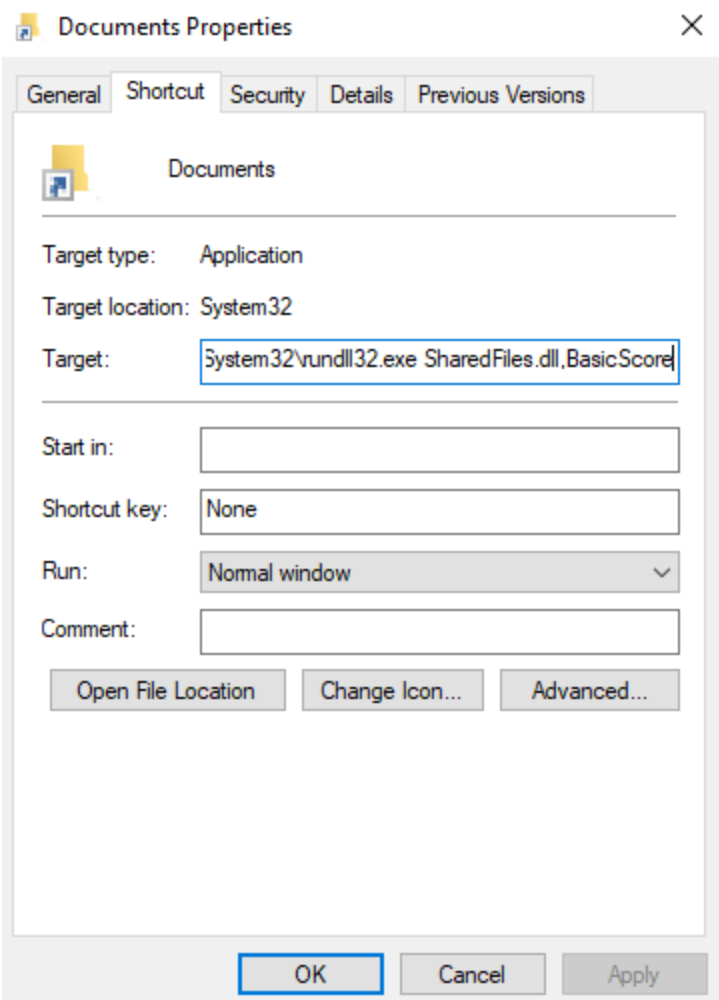 Documents Properties
General Shortcut Security Details Previous Versions
Documents
Target type: Application
Target location: System32
Target: System32\rundll32.exe SharedFiles.dll,BasicScore
Start in:
Shortcut key: None
Run: Normal window
Comment:
Open File Location Change Icon... Advanced...
OK Cancel Apply